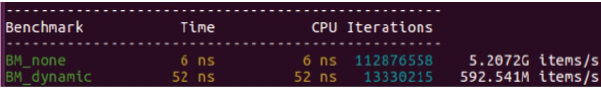 Benchmark Time CPU Iterations
BM_none 6 ns 6 ns 112876558 5.2072G items/s
BM_dynamic 52 ns 52 ns 13330215 592.541M items/s